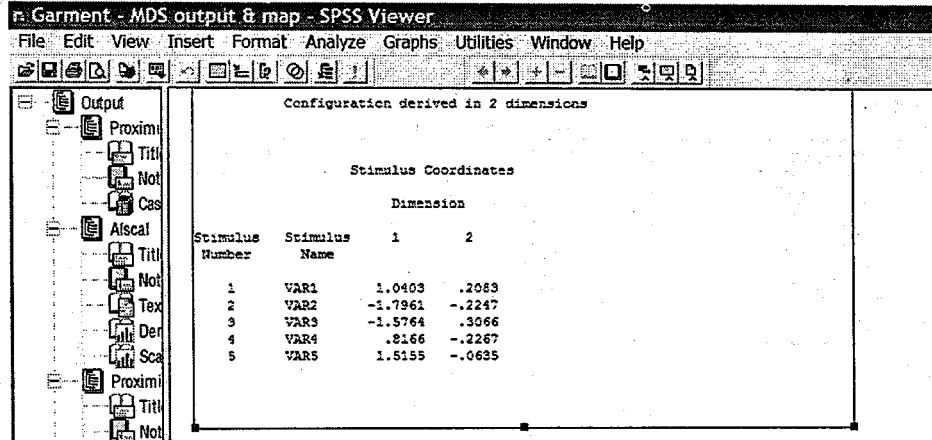 Garment - MDS output & map - SPSS Viewer
File Edit View Insert Format Analyze Graphs Utilities Window Help
Output
Proximi
Titl
Not
Cas
Alscal
Titl
Not
Tex
Der
Sca
Proximi
Titl
Not
Configuration derived in 2 dimensions
Stimulus Coordinates
Dimension
Stimulus Stimulus 1 2
Number Name
1 VAR1 1.0403 .2083
2 VAR2 -1.7961 -.2247
3 VAR3 -1.5764 .3066
4 VAR4 .8166 -.2267
5 VAR5 1.5155 -.0635